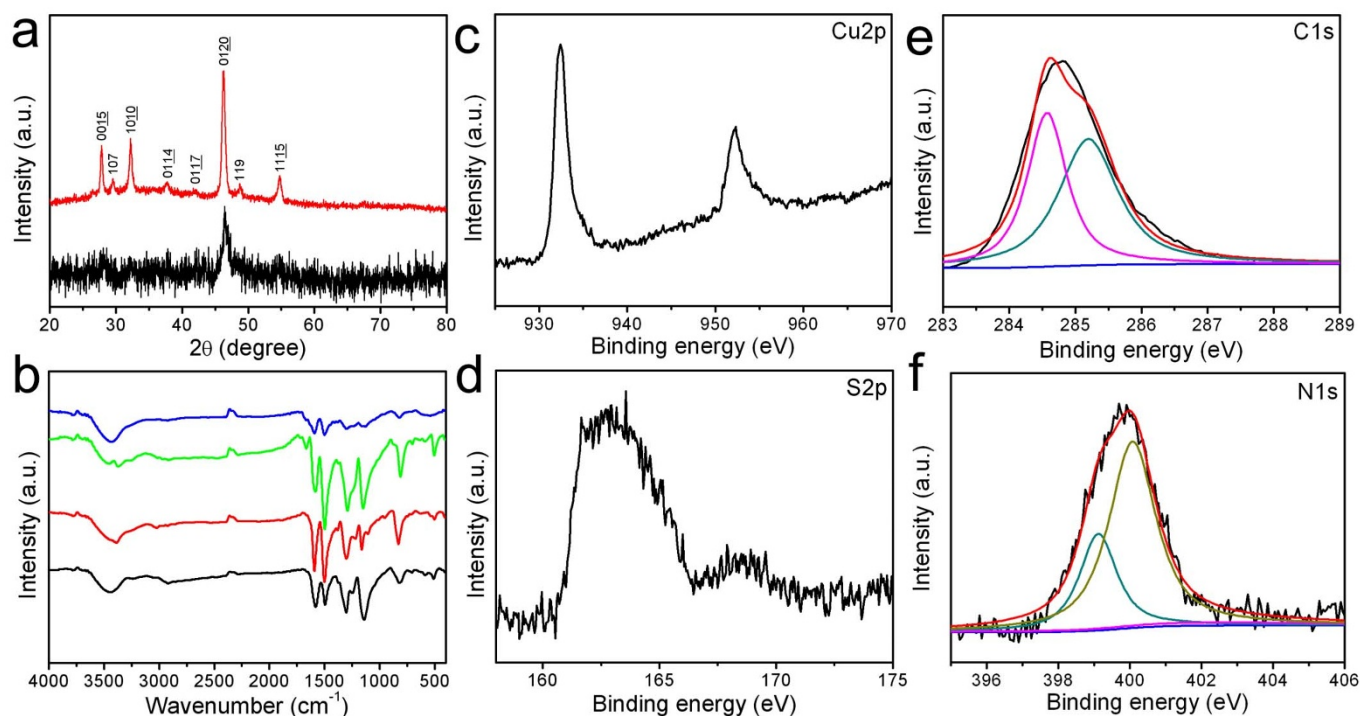 a
Intensity (a.u.)
0015
107
1010
0114
0117
0120
119
1115
20 30 40 50 60 70 80
2θ (degree)
b
Intensity (a.u.)
4000 3500 3000 2500 2000 1500 1000 500
Wavenumber (cm⁻¹)
c
Cu2p
Intensity (a.u.)
930 940 950 960 970
Binding energy (eV)
d
S2p
Intensity (a.u.)
160 165 170 175
Binding energy (eV)
e
C1s
Intensity (a.u.)
283 284 285 286 287 288 289
Binding energy (eV)
f
N1s
Intensity (a.u.)
396 398 400 402 404 406
Binding energy (eV)